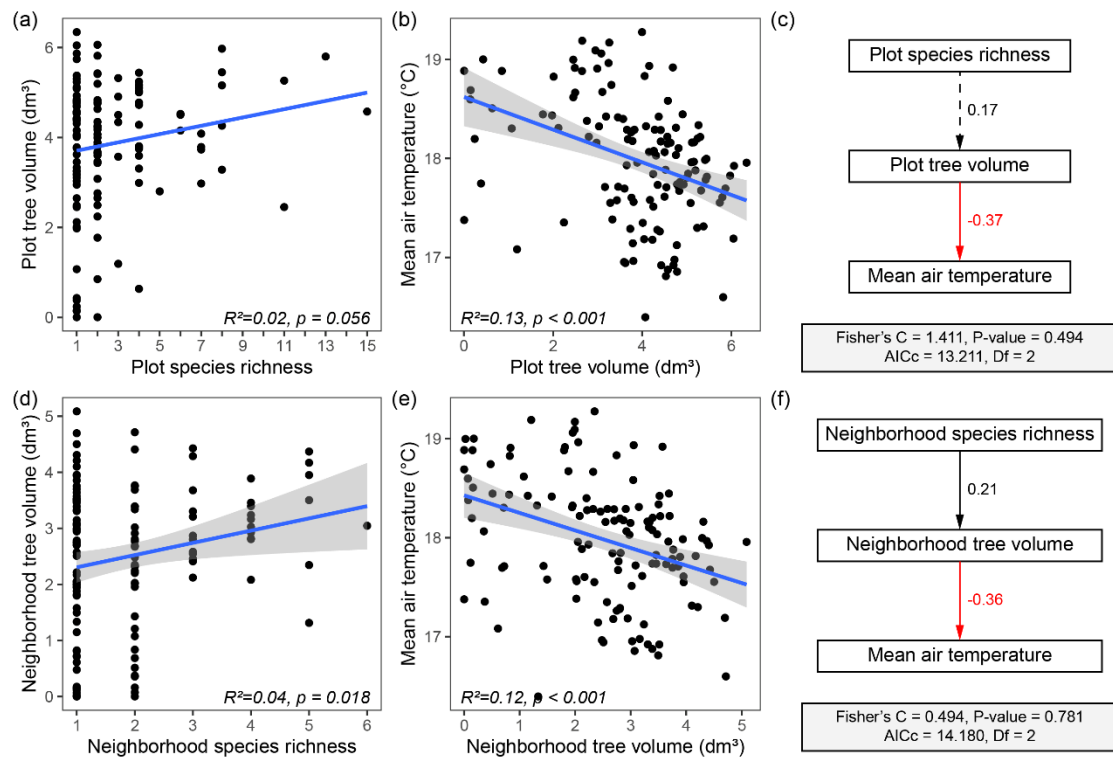 (a)
Plot tree volume (dm³)
6
4
2
0
1 3 5 7 9 11 13 15
R²=0.02, p = 0.056
Plot species richness
(b)
Mean air temperature (°C)
19
18
17
0 2 4 6
R²=0.13, p < 0.001
Plot tree volume (dm³)
(c)
Plot species richness
0.17
Plot tree volume
-0.37
Mean air temperature
Fisher's C = 1.411, P-value = 0.494
AICc = 13.211, Df = 2
(d)
Neighborhood tree volume (dm³)
5
4
3
2
1
0
1 2 3 4 5 6
R²=0.04, p = 0.018
Neighborhood species richness
(e)
Mean air temperature (°C)
19
18
17
0 1 2 3 4 5
R²=0.12, p < 0.001
Neighborhood tree volume (dm³)
(f)
Neighborhood species richness
0.21
Neighborhood tree volume
-0.36
Mean air temperature
Fisher's C = 0.494, P-value = 0.781
AICc = 14.180, Df = 2